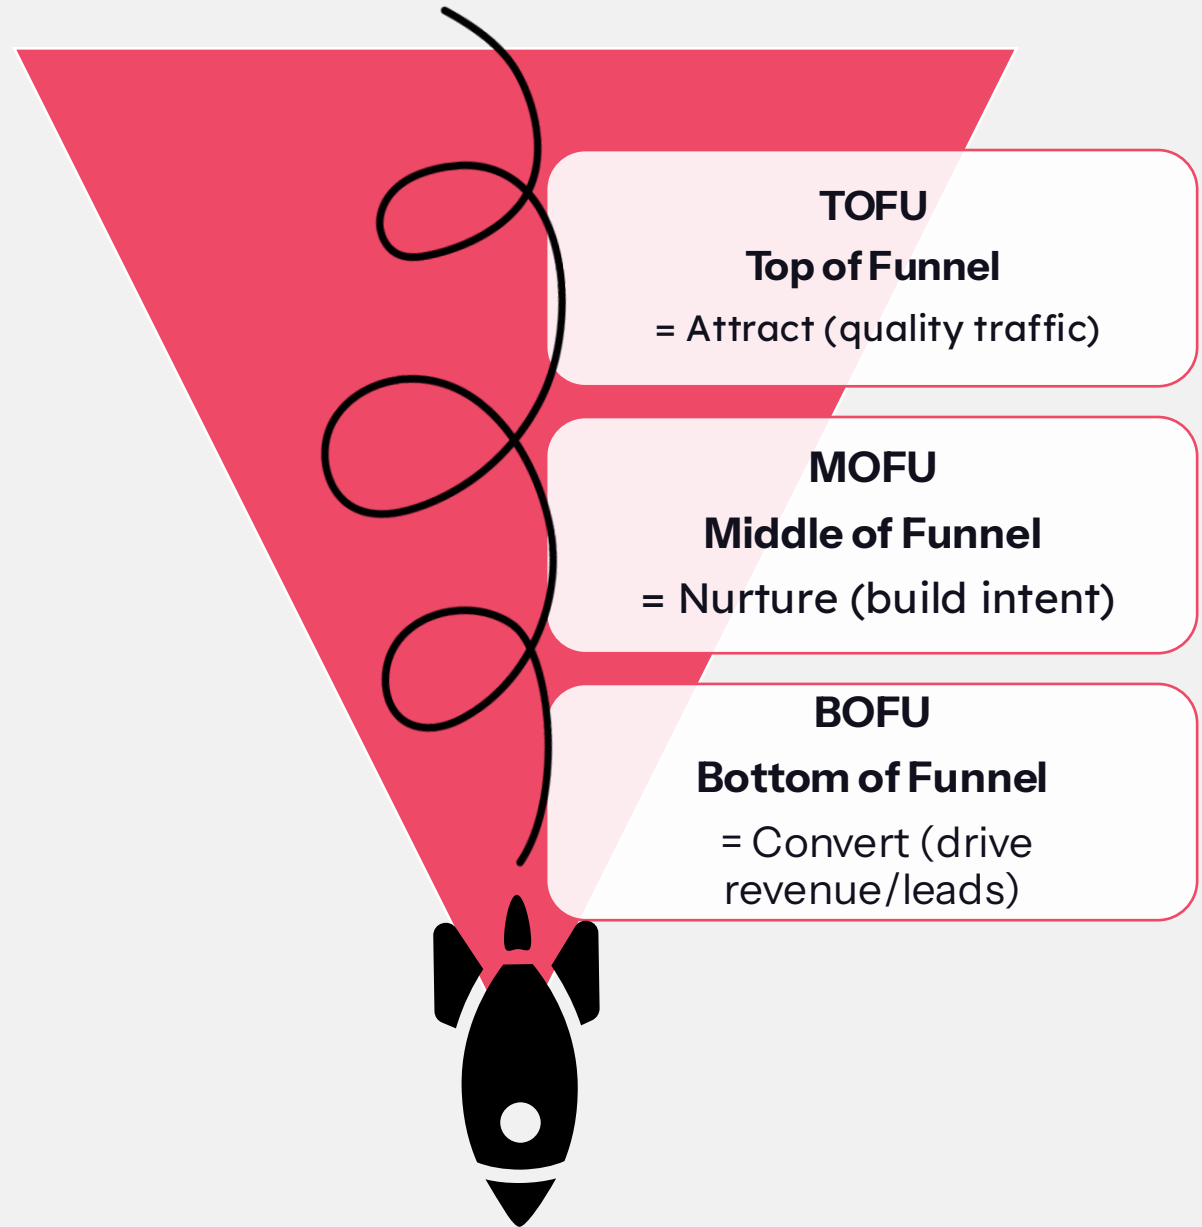 TOFU
Top of Funnel
= Attract (quality traffic)
MOFU
Middle of Funnel
= Nurture (build intent)
BOFU
Bottom of Funnel
= Convert (drive
revenue/leads)